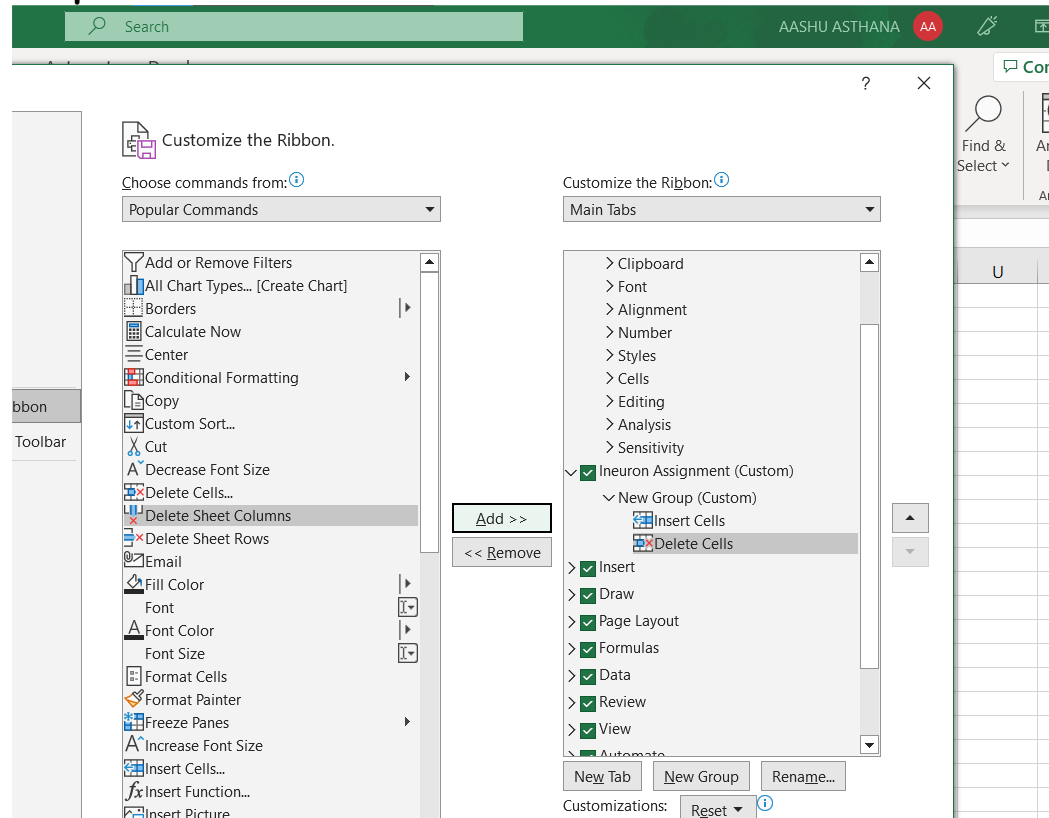 Search
AASHU ASTHANA AA
Con
?
Customize the Ribbon.
Find &
Select
Choose commands from:
Customize the Ribbon:
Popular Commands
Main Tabs
Add or Remove Filters
All Chart Types... [Create Chart]
Borders
Calculate Now
Center
Conditional Formatting
Copy
Custom Sort...
Cut
Decrease Font Size
Delete Cells...
Delete Sheet Columns
Delete Sheet Rows
Email
Fill Color
Font
Font Color
Font Size
Format Cells
Format Painter
Freeze Panes
Increase Font Size
Insert Cells...
Insert Function...
Insert Picture
bbon
Toolbar
Add >>
<< Remove
Clipboard
Font
Alignment
Number
Styles
Cells
Editing
Analysis
Sensitivity
Ineuron Assignment (Custom)
New Group (Custom)
Insert Cells
Delete Cells
Insert
Draw
Page Layout
Formulas
Data
Review
View
Automate
New Tab
New Group
Rename...
Customizations:
Reset
U